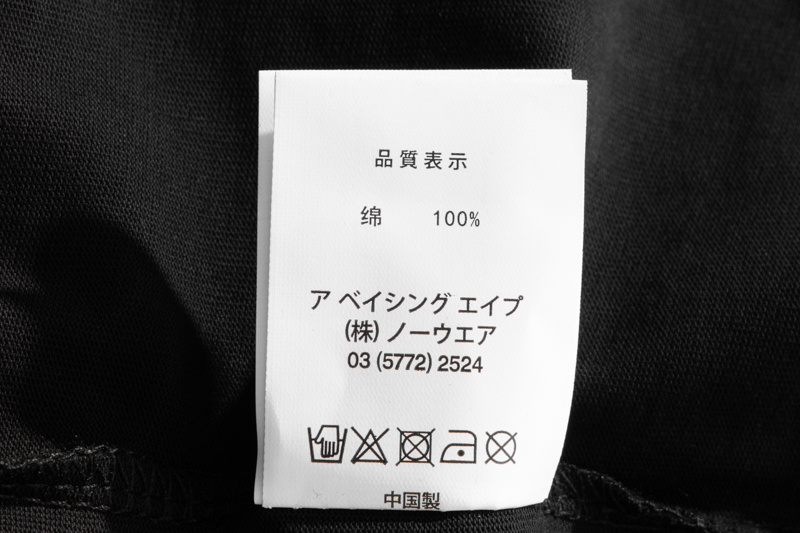 品質表示
绵 100%
ア ベイシング エイプ
(株) ノーウエア
03 (5772) 2524
中国製